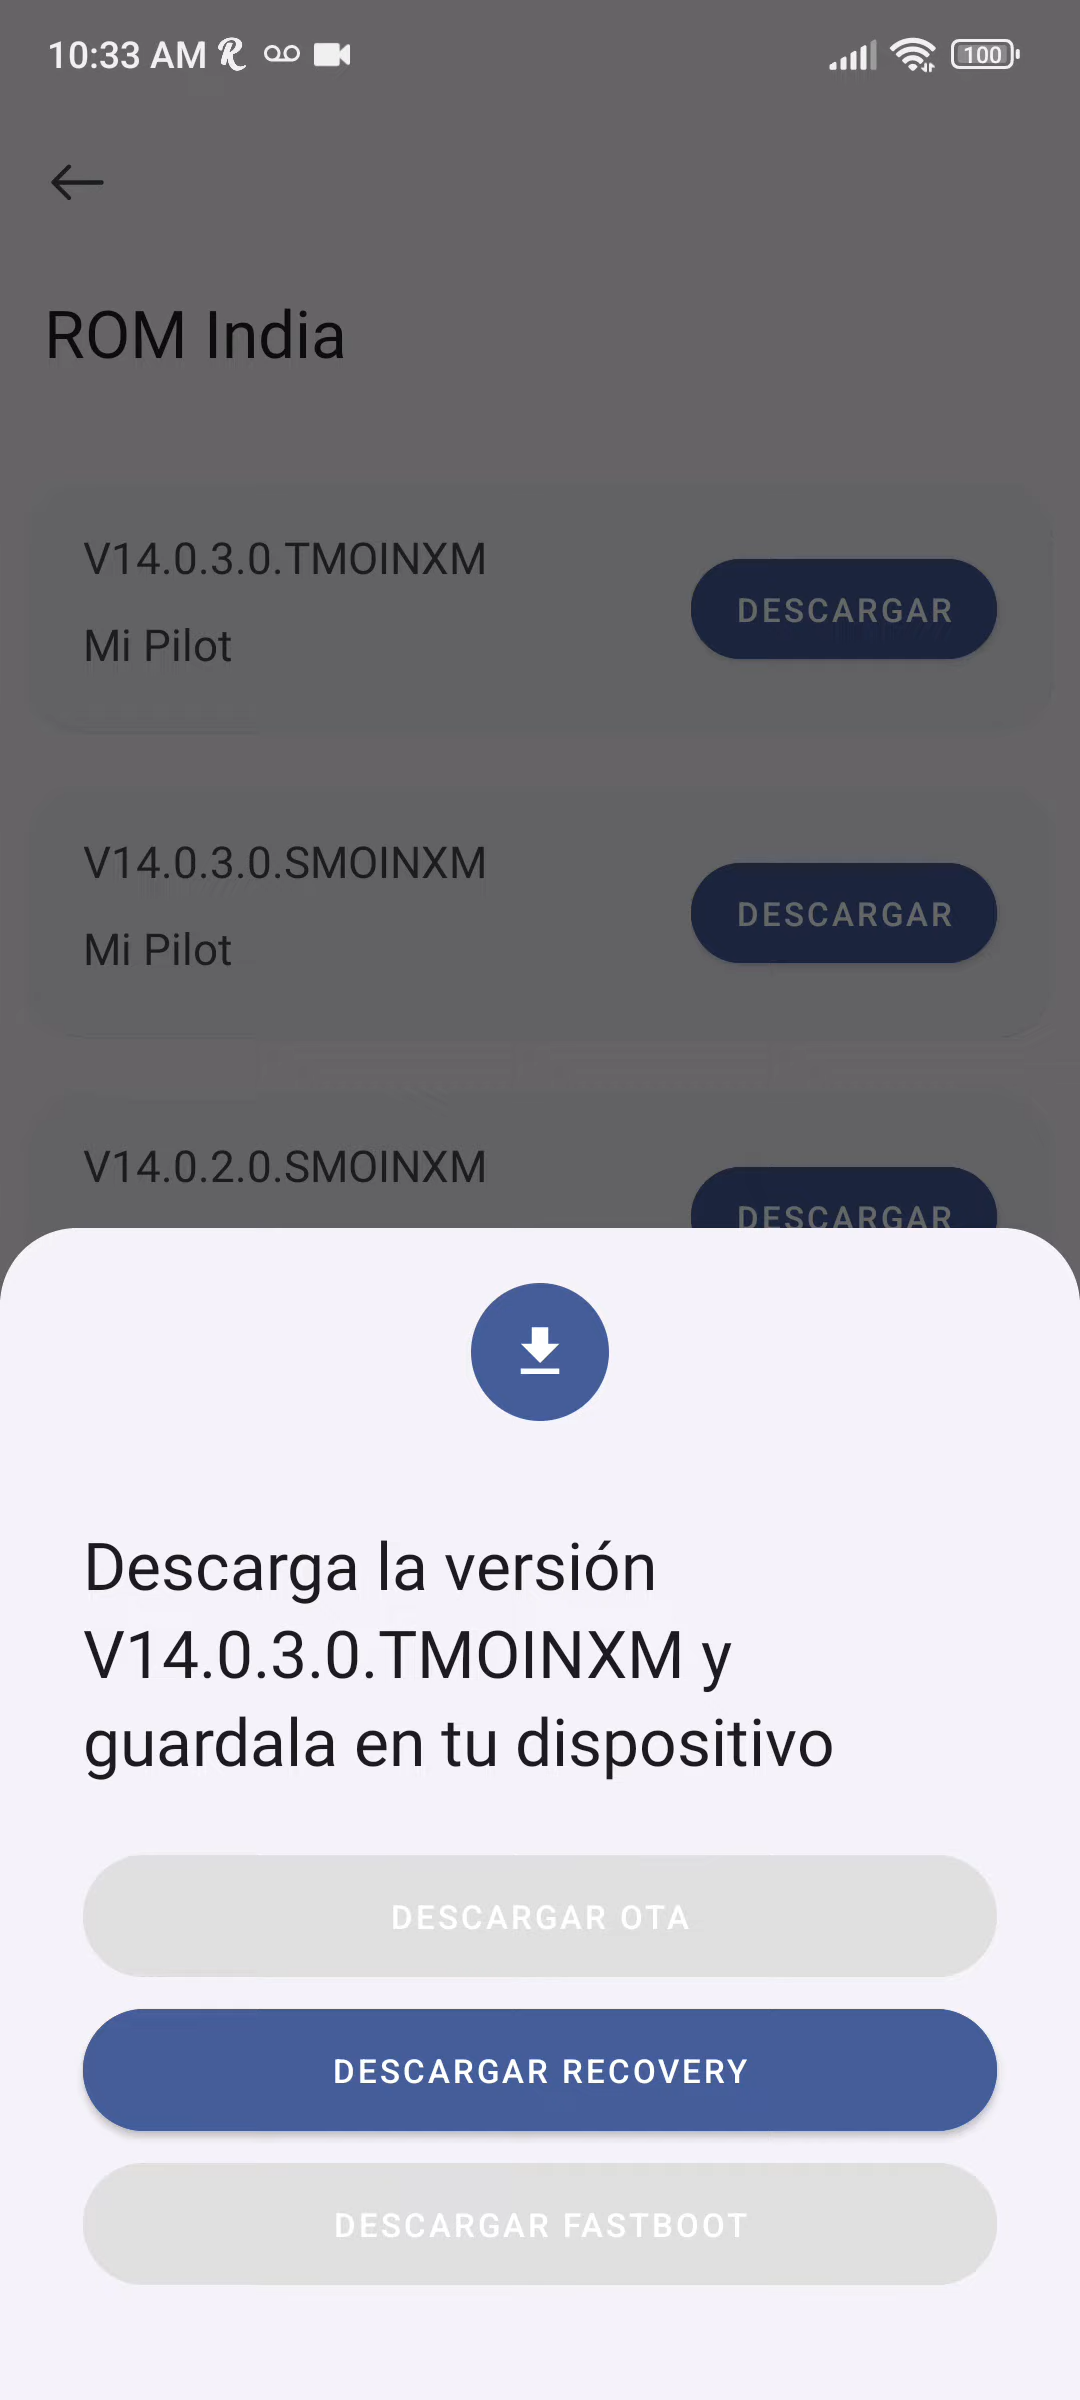 10:33 AM
100
ROM India
V14.0.3.0.TMOINXM
DESCARGAR
Mi Pilot
V14.0.3.0.SMOINXM
DESCARGAR
Mi Pilot
V14.0.2.0.SMOINXM
DESCARGAR
Descarga la versión
V14.0.3.0.TMOINXM y
guardala en tu dispositivo
DESCARGAR OTA
DESCARGAR RECOVERY
DESCARGAR FASTBOOT